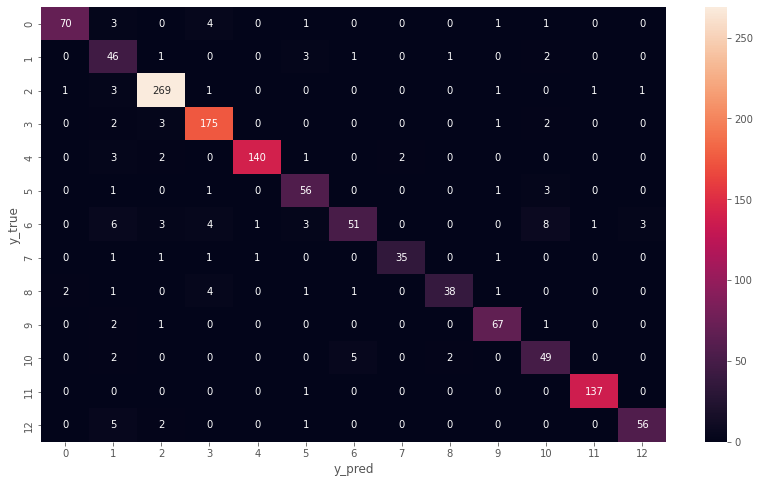 70 3 0 4 0 1 0 0 0 1 1 0 0
0
0 46 1 0 0 3 1 0 1 0 2 0 0
1
1 3 269 1 0 0 0 0 0 1 0 1 1
2
0 2 3 175 0 0 0 0 0 1 2 0 0
3
0 3 2 0 140 1 0 2 0 0 0 0 0
4
0 1 0 1 0 56 0 0 0 1 3 0 0
5
0 6 3 4 1 3 51 0 0 0 8 1 3
6
0 1 1 1 1 0 0 35 0 1 0 0 0
7
2 1 0 4 0 1 1 0 38 1 0 0 0
8
0 2 1 0 0 0 0 0 0 67 1 0 0
9
0 2 0 0 0 0 5 0 2 0 49 0 0
10
0 0 0 0 0 1 0 0 0 0 0 137 0
11
0 5 2 0 0 1 0 0 0 0 0 0 56
12
y_true
0 1 2 3 4 5 6 7 8 9 10 11 12
y_pred
250
200
150
100
50
0